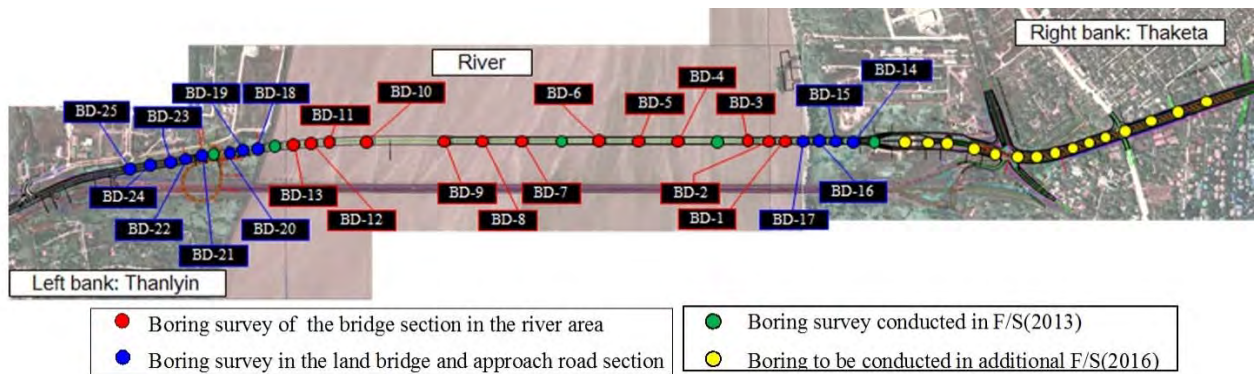 Right bank: Thaketa
River
BD-4
BD-14
BD-19
BD-18
BD-10
BD-6
BD-15
BD-23
BD-11
BD-5
BD-3
BD-25
BD-24
BD-13
BD-9
BD-7
BD-2
BD-16
BD-22
BD-20
BD-12
BD-8
BD-1
BD-17
BD-21
Left bank: Thanlyin
Boring survey of the bridge section in the river area
Boring survey in the land bridge and approach road section
Boring survey conducted in F/S(2013)
Boring to be conducted in additional F/S(2016)